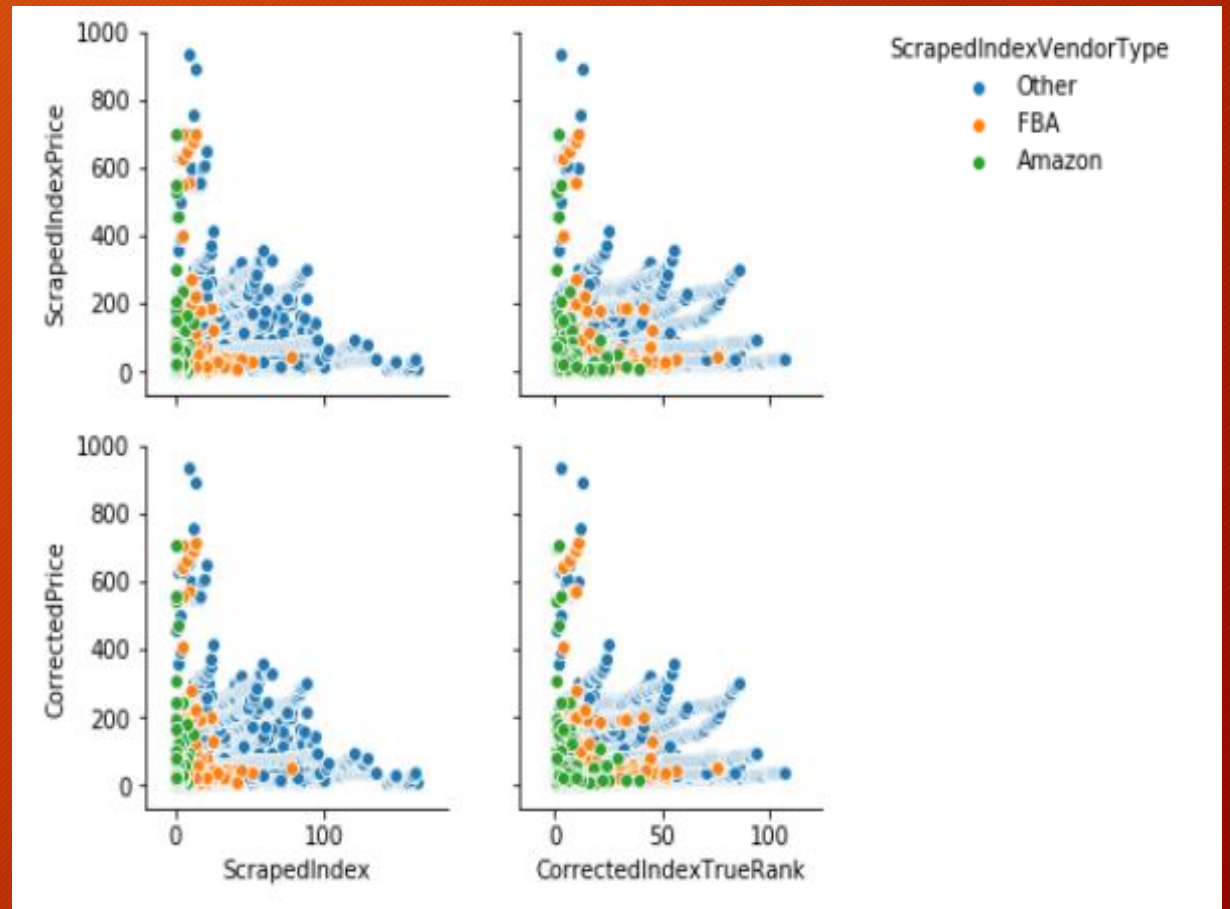 ScrapedIndexVendorType
Other
FBA
Amazon
ScrapedIndexPrice
1000
800
600
400
200
0
CorrectedPrice
1000
800
600
400
200
0
0
100
0
50
100
ScrapedIndex
CorrectedIndexTrueRank